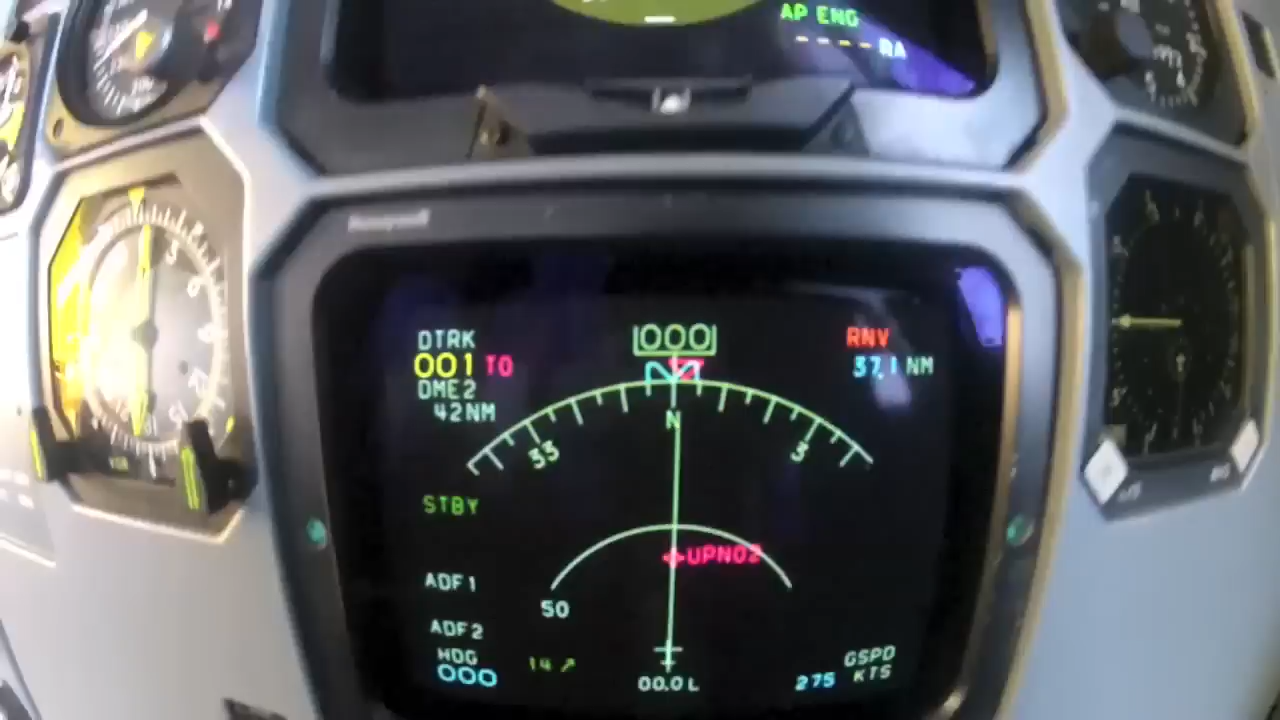 AP ENG
---- RA
Honeywell
DTRK
001 TO
DME2
42NM
000
RNV
37.1 NM
33
N
3
STBY
UPN02
50
ADF1
ADF2
HDG
000
14
00.0 L
GSPD
275 KTS